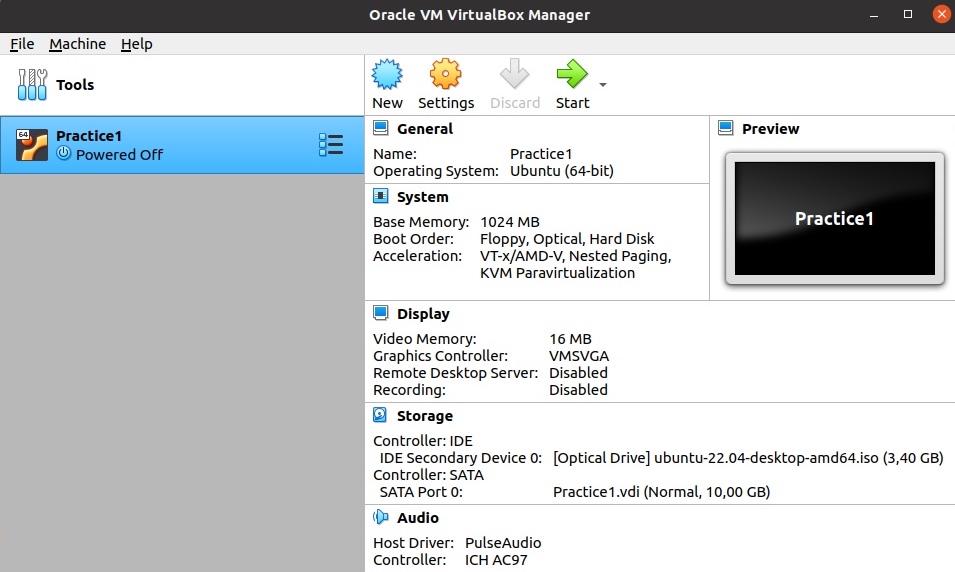 Oracle VM VirtualBox Manager
File Machine Help
Tools
New Settings Discard Start
64
Practice1
Powered Off
General
Name: Practice1
Operating System: Ubuntu (64-bit)
Preview
Practice1
System
Base Memory: 1024 MB
Boot Order: Floppy, Optical, Hard Disk
Acceleration: VT-x/AMD-V, Nested Paging,
KVM Paravirtualization
Display
Video Memory: 16 MB
Graphics Controller: VMSVGA
Remote Desktop Server: Disabled
Recording: Disabled
Storage
Controller: IDE
IDE Secondary Device 0: [Optical Drive] ubuntu-22.04-desktop-amd64.iso (3,40 GB)
Controller: SATA
SATA Port 0: Practice1.vdi (Normal, 10,00 GB)
Audio
Host Driver: PulseAudio
Controller: ICH AC97